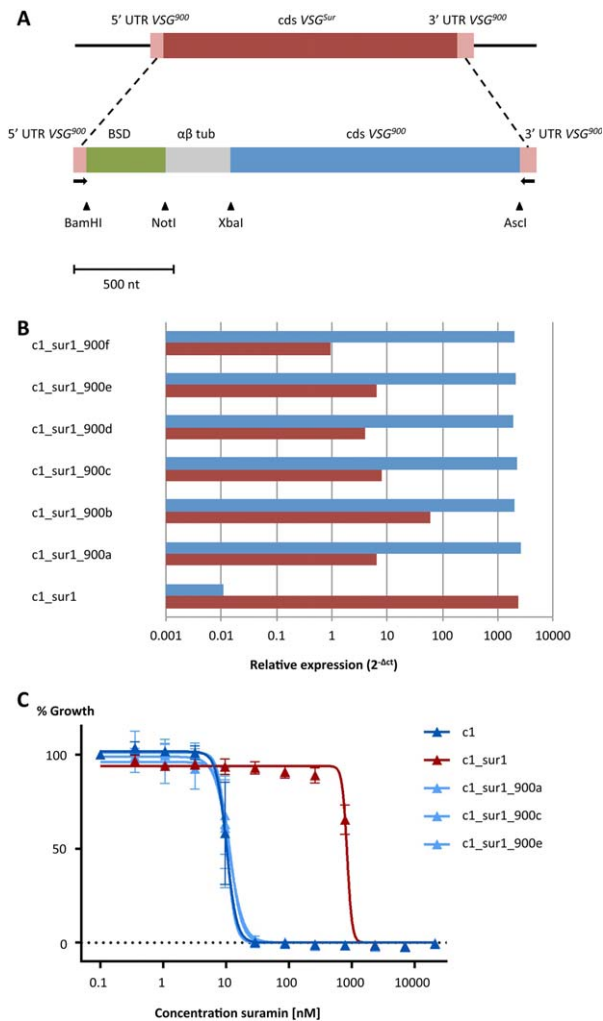 A
5' UTR VSG⁹⁰⁰ cds VSGˢᵘʳ 3' UTR VSG⁹⁰⁰
5' UTR VSG⁹⁰⁰ BSD αβ tub cds VSG⁹⁰⁰ 3' UTR VSG⁹⁰⁰
BamHI NotI XbaI AscI
500 nt
B
c1_sur1_900f
c1_sur1_900e
c1_sur1_900d
c1_sur1_900c
c1_sur1_900b
c1_sur1_900a
c1_sur1
0.001 0.01 0.1 1 10 100 1000 10000
Relative expression (2^-Δct)
C
% Growth
100
50
0
0.1 1 10 100 1000 10000
Concentration suramin [nM]
c1
c1_sur1
c1_sur1_900a
c1_sur1_900c
c1_sur1_900e